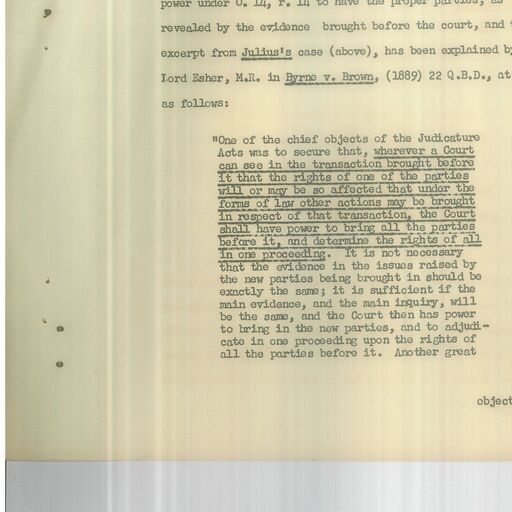 power under O. 14, r. 14 to have the proper parties, as
revealed by the evidence brought before the court, and
excerpt from Julius's case (above), has been explained by
Lord Esher, M.R. in Byrne v. Brown, (1889) 22 Q.B.D., at
as follows:
"One of the chief objects of the Judicature
Acts was to secure that, wherever a Court
can see in the transaction brought before
it that the rights of one of the parties
will or may be so affected that under the
forms of law other actions may be brought
in respect of that transaction, the Court
shall have power to bring all the parties
before it, and determine the rights of all
in one proceeding. It is not necessary
that the evidence in the issues raised by
the new parties being brought in should be
exactly the same; it is sufficient if the
main evidence, and the main inquiry, will
be the same, and the Court then has power
to bring in the new parties, and to adjudi-
cate in one proceeding upon the rights of
all the parties before it. Another great
object